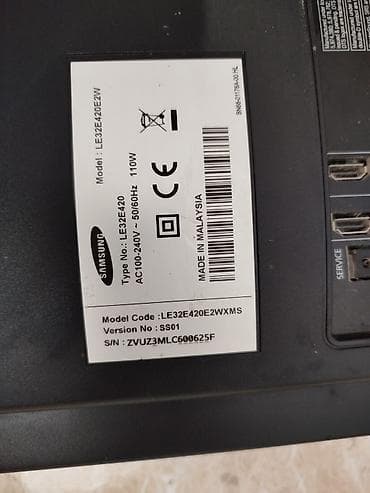 SAMSUNG
Model : LE32E420E2W
Type No.: LE32E420
AC100-240V ~ 50/60Hz 110W
MADE IN MALAYSIA
Model Code :LE32E420E2WXMS
Version No : SS01
S/N : ZVUZ3MLC600625F
SERVICE